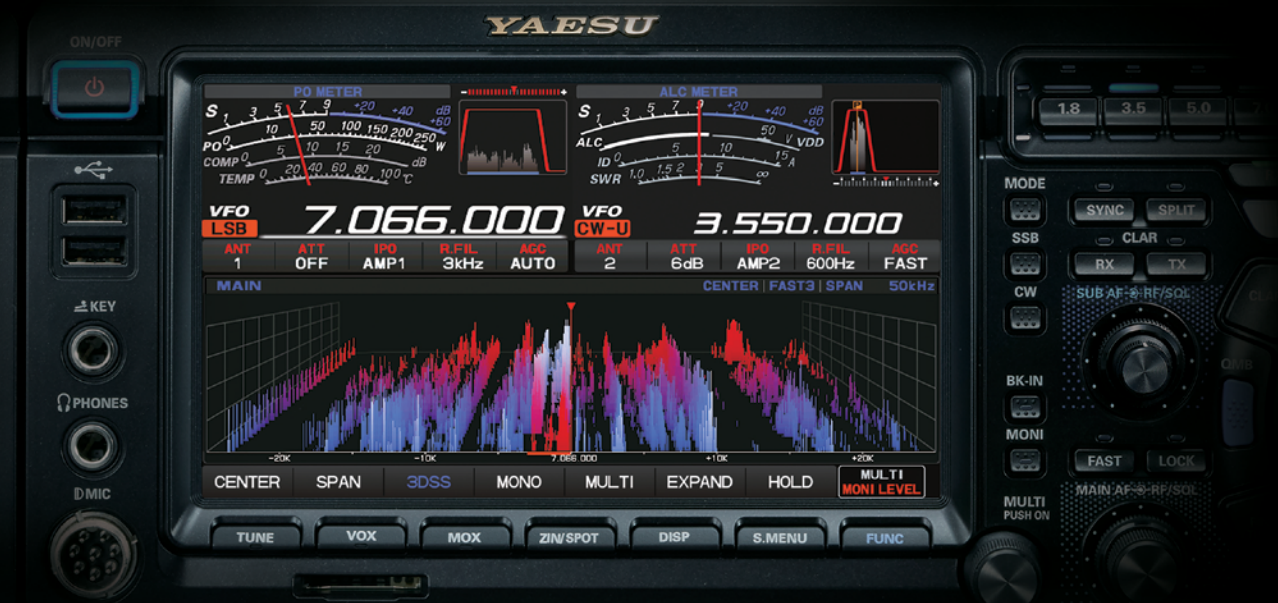 YAESU
ON/OFF
PO METER
S 1 3 5 7 9 +20 +40 +60 dB
PO 0 10 50 100 150 200 250 W
COMP 0 5 10 15 20 dB
TEMP 0 20 40 60 80 100 °C
ALC METER
S 1 3 5 7 9 +20 +40 +60 dB
ALC 50 V VDD
ID 0 5 10 15 A
SWR 1.0 1.5 2 3 5 ∞
P
VFO
LSB
7.066.000
VFO
CW-U
3.550.000
ANT ATT IPO R.FIL AGC
1 OFF AMP1 3kHz AUTO
ANT ATT IPO R.FIL AGC
2 6dB AMP2 600Hz FAST
MAIN
CENTER | FAST3 | SPAN 50kHz
-20K -10K 7.066.000 +10K +20K
CENTER SPAN 3DSS MONO MULTI EXPAND HOLD MULTI
MONI LEVEL
TUNE VOX MOX ZIN/SPOT DISP S.MENU FUNC
KEY
PHONES
MIC
1.8 3.5 5.0
MODE
SYNC SPLIT
SSB
CLAR
RX TX
CW
SUB AF RF/SQL
QMB
BK-IN
MONI
FAST LOCK
MAIN AF RF/SQL
MULTI
PUSH ON